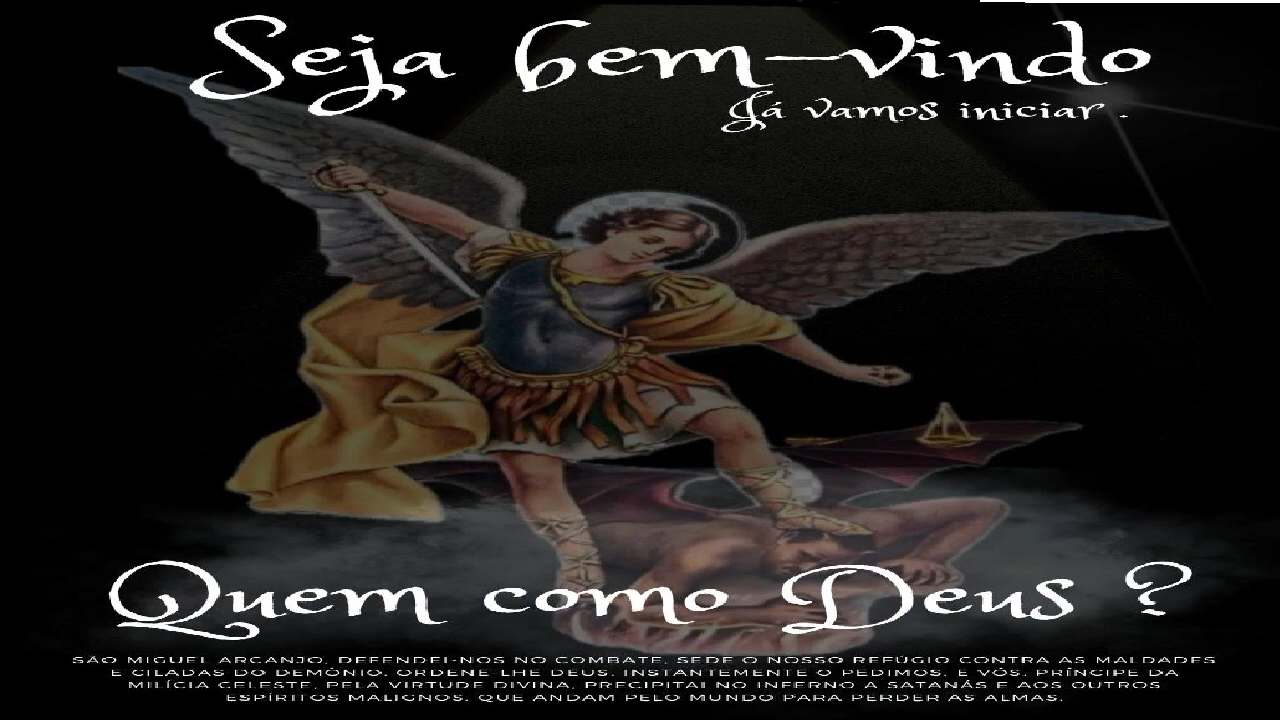 Seja bem-vindo
Já vamos iniciar .
Quem como Deus ?
SÃO MIGUEL ARCANJO, DEFENDEI-NOS NO COMBATE, SEDE O NOSSO REFÚGIO CONTRA AS MALDADES
E CILADAS DO DEMÔNIO. ORDENE-LHE DEUS, INSTANTEMENTE O PEDIMOS, E VÓS, PRÍNCIPE DA
MILÍCIA CELESTE, PELA VIRTUDE DIVINA, PRECIPITAI NO INFERNO A SATANÁS E AOS OUTROS
ESPÍRITOS MALIGNOS, QUE ANDAM PELO MUNDO PARA PERDER AS ALMAS.